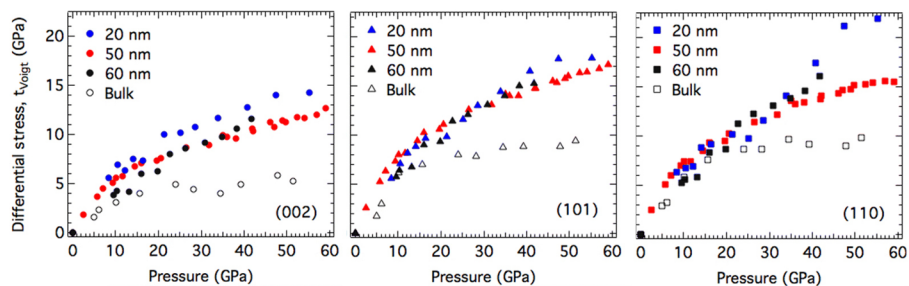 Differential stress, tVoigt (GPa)
20
15
10
5
0
20 nm
50 nm
60 nm
Bulk
(002)
0 10 20 30 40 50 60
Pressure (GPa)
20 nm
50 nm
60 nm
Bulk
(101)
0 10 20 30 40 50 60
Pressure (GPa)
20 nm
50 nm
60 nm
Bulk
(110)
0 10 20 30 40 50 60
Pressure (GPa)